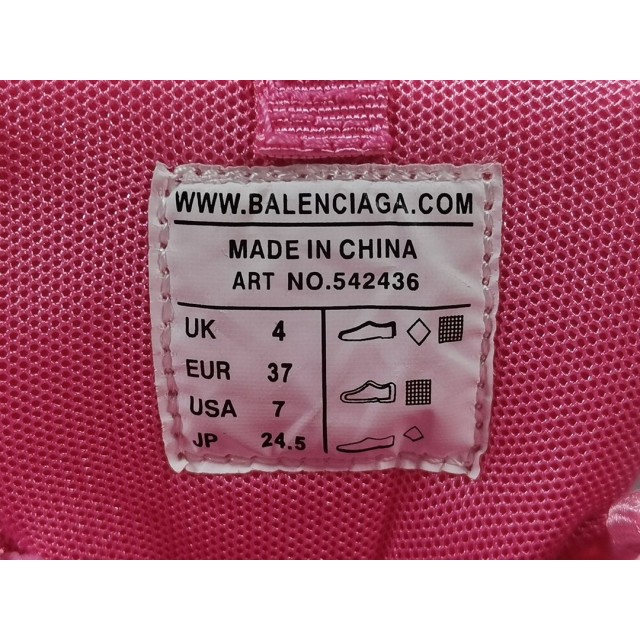 WWW.BALENCIAGA.COM
MADE IN CHINA
ART NO.542436
UK 4
EUR 37
USA 7
JP 24.5